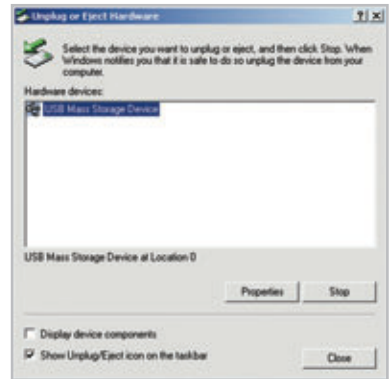 Unplug or Eject Hardware
Select the device you want to unplug or eject, and then click Stop. When
Windows notifies you that it is safe to do so unplug the device from your
computer.
Hardware devices:
USB Mass Storage Device
USB Mass Storage Device at Location 0
Properties
Stop
Display device components
Show Unplug/Eject icon on the taskbar
Close